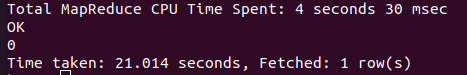 Total MapReduce CPU Time Spent: 4 seconds 30 msec
OK
0
Time taken: 21.014 seconds, Fetched: 1 row(s)